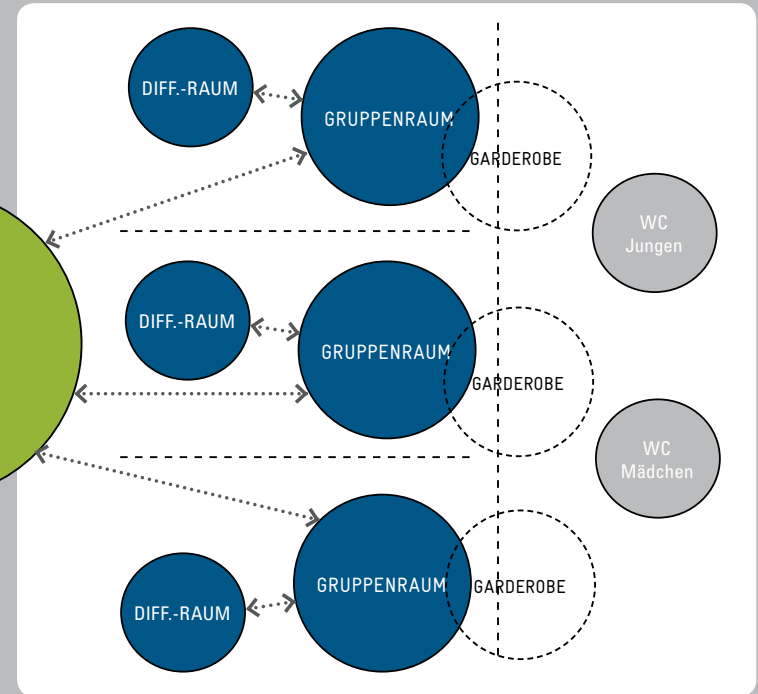 DIFF.-RAUM
GRUPPENRAUM
GARDEROBE
WC
Jungen
DIFF.-RAUM
GRUPPENRAUM
GARDEROBE
WC
Mädchen
GRUPPENRAUM
GARDEROBE
DIFF.-RAUM